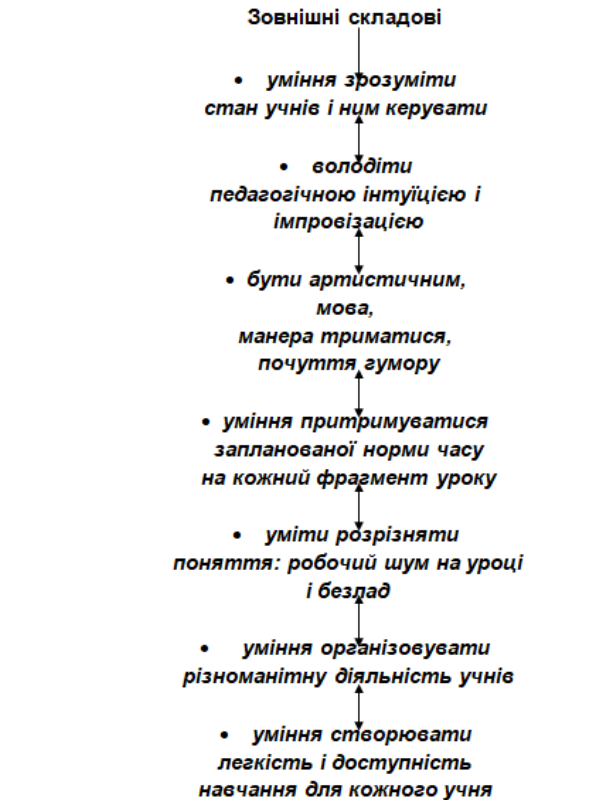 Зовнішні складові
• уміння зрозуміти
стан учнів і ним керувати
• володіти
педагогічною інтуїцією і
імпровізацією
• бути артистичним,
мова,
манера триматися,
почуття гумору
• уміння притримуватися
запланованої норми часу
на кожний фрагмент уроку
• уміти розрізняти
поняття: робочий шум на уроці
і безлад
• уміння організовувати
різноманітну діяльність учнів
• уміння створювати
легкість і доступність
навчання для кожного учня